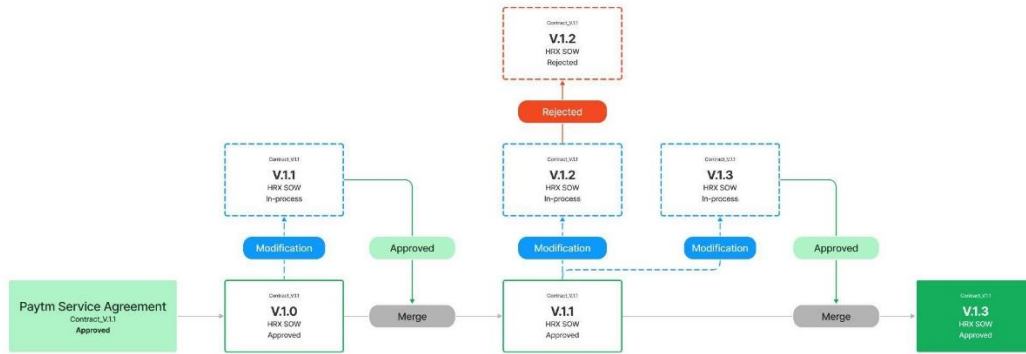 Contract_V.1.1
V.1.2
HRX SOW
Rejected
Rejected
Contract_V.1.1
V.1.1
HRX SOW
In-process
Contract_V.1.1
V.1.2
HRX SOW
In-process
Contract_V.1.1
V.1.3
HRX SOW
In-process
Modification
Approved
Modification
Modification
Approved
Paytm Service Agreement
Contract_V.1.1
Approved
Contract_V.1.1
V.1.0
HRX SOW
Approved
Merge
Contract_V.1.1
V.1.1
HRX SOW
Approved
Merge
Contract_V.1.1
V.1.3
HRX SOW
Approved